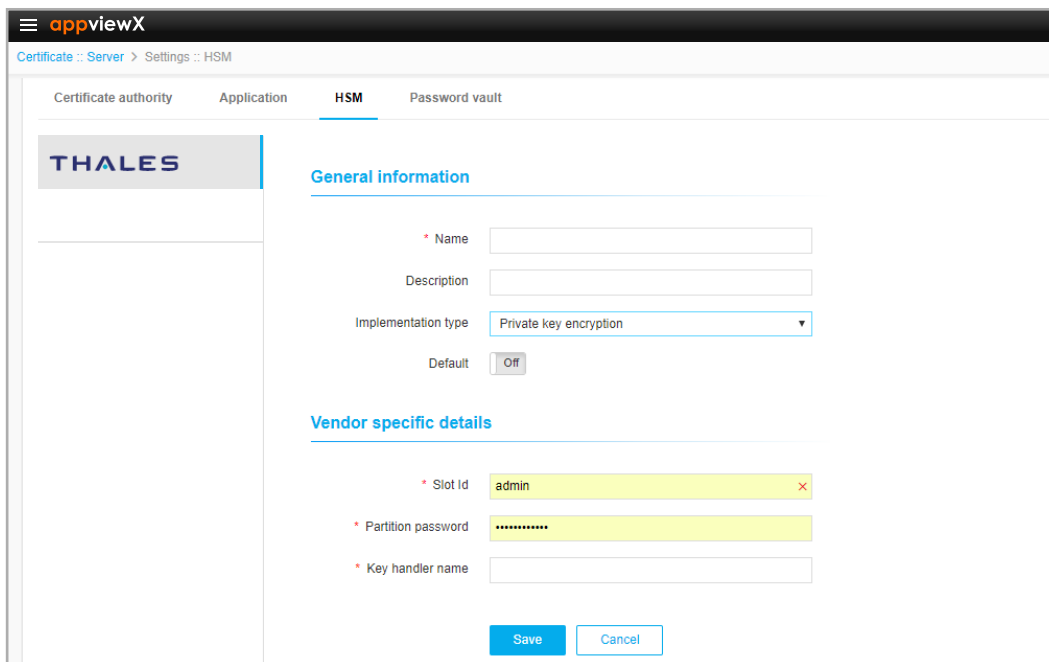 appviewX
Certificate :: Server > Settings :: HSM
Certificate authority Application HSM Password vault
THALES
General information
* Name
Description
Implementation type Private key encryption
Default Off
Vendor specific details
* Slot Id admin
* Partition password ••••••••••••
* Key handler name
Save Cancel